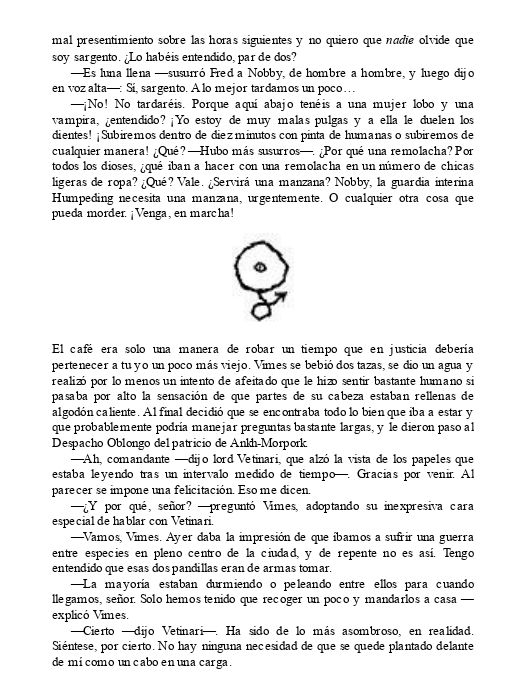 mal presentimiento sobre las horas siguientes y no quiero que nadie olvide que
soy sargento. ¿Lo habéis entendido, par de dos?
—Es luna llena —susurró Fred a Nobby, de hombre a hombre, y luego dijo
en voz alta—: Sí, sargento. A lo mejor tardamos un poco…
—¡No! No tardaréis. Porque aquí abajo tenéis a una mujer lobo y una
vampira, ¿entendido? ¡Yo estoy de muy malas pulgas y a ella le duelen los
dientes! ¡Subiremos dentro de diez minutos con pinta de humanas o subiremos de
cualquier manera! ¿Qué? —Hubo más susurros—. ¿Por qué una remolacha? Por
todos los dioses, ¿qué iban a hacer con una remolacha en un número de chicas
ligeras de ropa? ¿Qué? Vale. ¿Servirá una manzana? Nobby, la guardia interina
Humpeding necesita una manzana, urgentemente. O cualquier otra cosa que
pueda morder. ¡Venga, en marcha!
El café era solo una manera de robar un tiempo que en justicia debería
pertenecer a tu yo un poco más viejo. Vimes se bebió dos tazas, se dio un agua y
realizó por lo menos un intento de afeitado que le hizo sentir bastante humano si
pasaba por alto la sensación de que partes de su cabeza estaban rellenas de
algodón caliente. Al final decidió que se encontraba todo lo bien que iba a estar y
que probablemente podría manejar preguntas bastante largas, y le dieron paso al
Despacho Oblongo del patricio de Ankh-Morpork.
—Ah, comandante —dijo lord Vetinari, que alzó la vista de los papeles que
estaba leyendo tras un intervalo medido de tiempo—. Gracias por venir. Al
parecer se impone una felicitación. Eso me dicen.
—¿Y por qué, señor? —preguntó Vimes, adoptando su inexpresiva cara
especial de hablar con Vetinari.
—Vamos, Vimes. Ayer daba la impresión de que íbamos a sufrir una guerra
entre especies en pleno centro de la ciudad, y de repente no es así. Tengo
entendido que esas dos pandillas eran de armas tomar.
—La mayoría estaban durmiendo o peleando entre ellos para cuando
llegamos, señor. Solo hemos tenido que recoger un poco y mandarlos a casa —
explicó Vimes.
—Cierto —dijo Vetinari—. Ha sido de lo más asombroso, en realidad.
Siéntese, por cierto. No hay ninguna necesidad de que se quede plantado delante
de mí como un cabo en una carga.